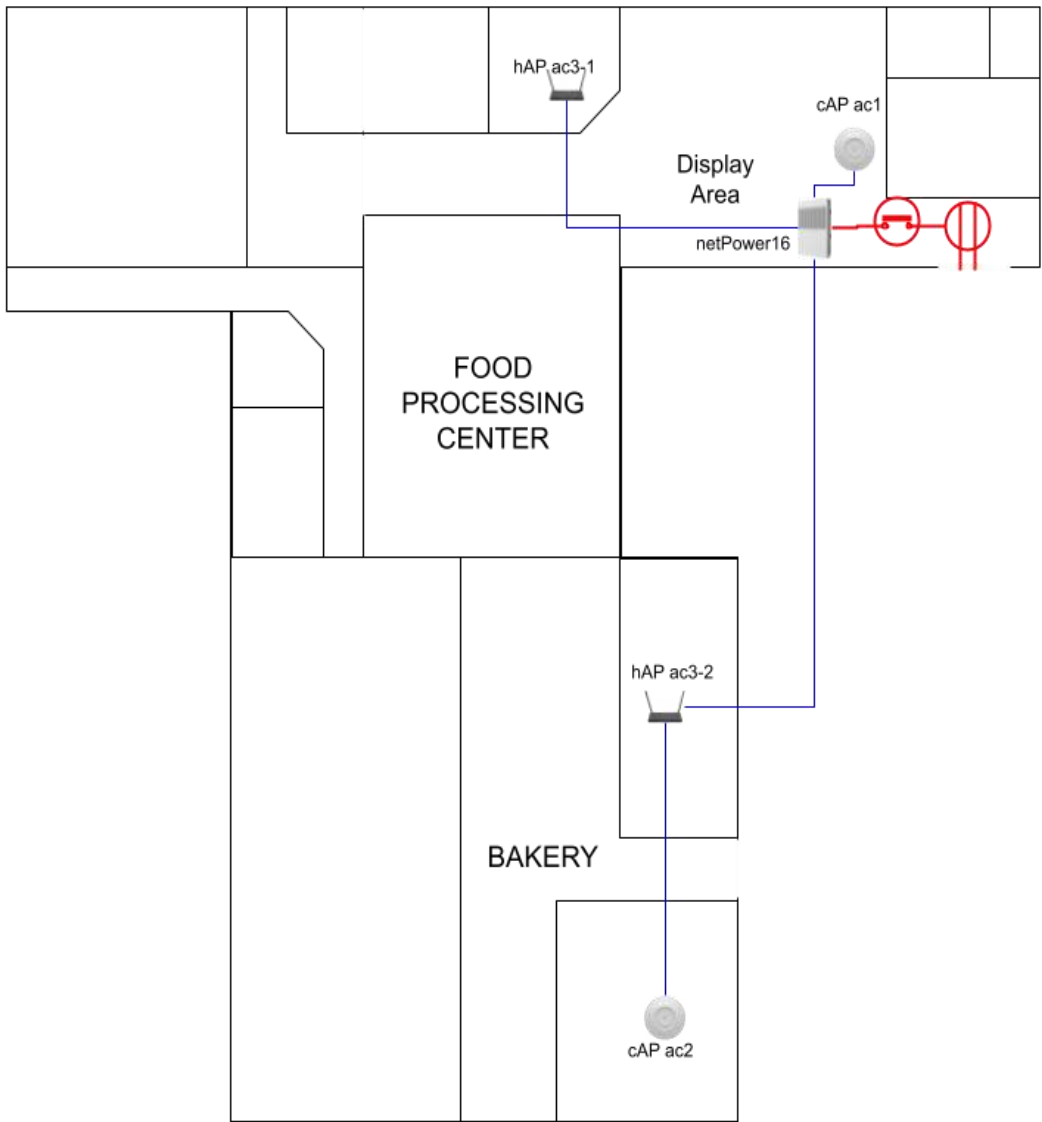 hAP ac3-1
cAP ac1
Display
Area
netPower16
FOOD
PROCESSING
CENTER
hAP ac3-2
BAKERY
cAP ac2